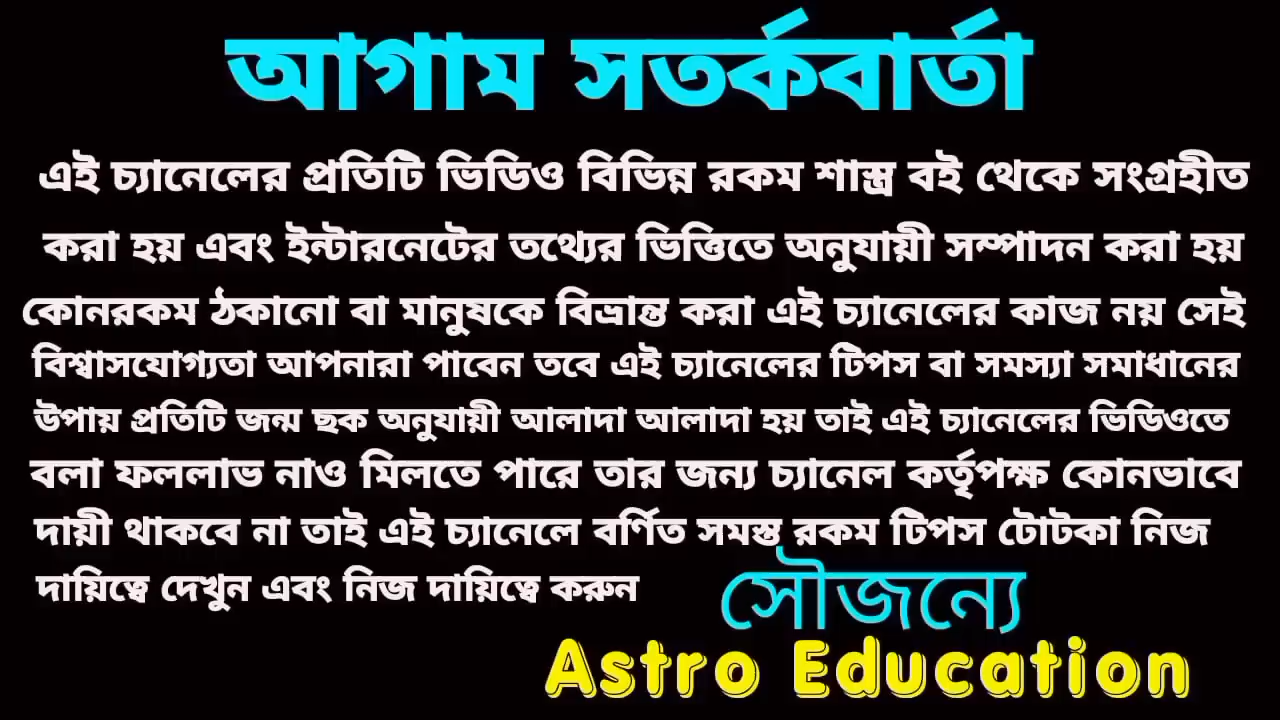 আগাম সতর্কবার্তা
এই চ্যানেলের প্রতিটি ভিডিও বিভিন্ন রকম শাস্ত্র বই থেকে সংগ্রহীত
করা হয় এবং ইন্টারনেটের তথ্যের ভিত্তিতে অনুযায়ী সম্পাদন করা হয়
কোনরকম ঠকানো বা মানুষকে বিভ্রান্ত করা এই চ্যানেলের কাজ নয় সেই
বিশ্বাসযোগ্যতা আপনারা পাবেন তবে এই চ্যানেলের টিপস বা সমস্যা সমাধানের
উপায় প্রতিটি জন্ম ছক অনুযায়ী আলাদা আলাদা হয় তাই এই চ্যানেলের ভিডিওতে
বলা ফললাভ নাও মিলতে পারে তার জন্য চ্যানেল কর্তৃপক্ষ কোনভাবে
দায়ী থাকবে না তাই এই চ্যানেলে বর্ণিত সমস্ত রকম টিপস টোটকা নিজ
দায়িত্বে দেখুন এবং নিজ দায়িত্বে করুন
সৌজন্যে
Astro Education